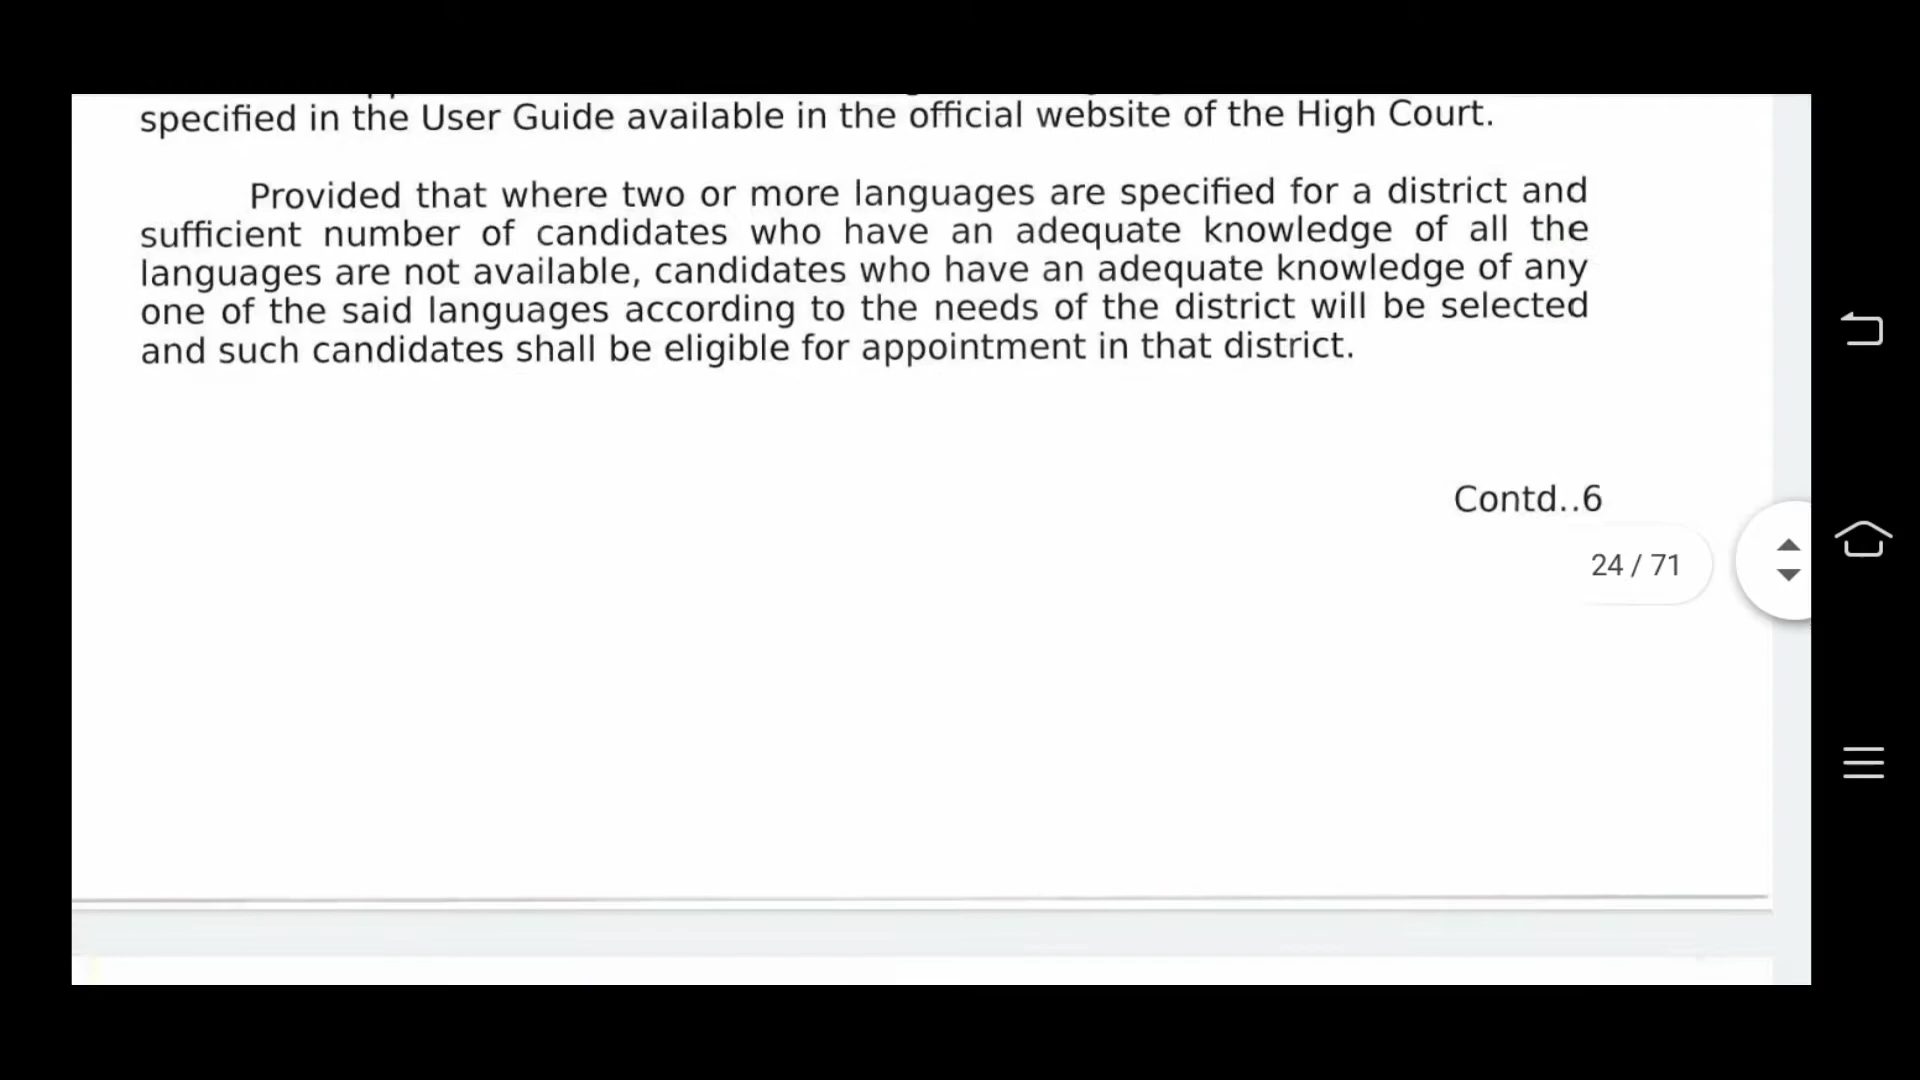 specified in the User Guide available in the official website of the High Court.
Provided that where two or more languages are specified for a district and
sufficient number of candidates who have an adequate knowledge of all the
languages are not available, candidates who have an adequate knowledge of any
one of the said languages according to the needs of the district will be selected
and such candidates shall be eligible for appointment in that district.
Contd..6
24 / 71